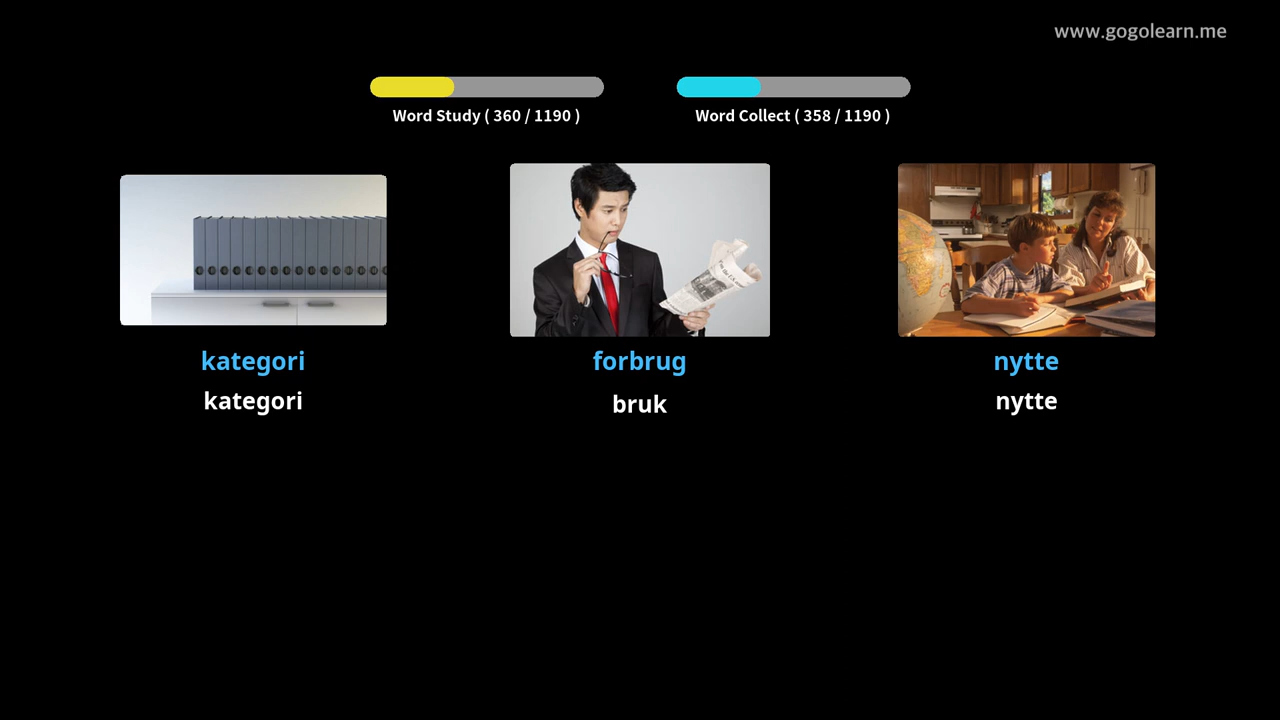 www.gogolearn.me
Word Study ( 360 / 1190 )
Word Collect ( 358 / 1190 )
kategori
kategori
forbrug
bruk
nytte
nytte